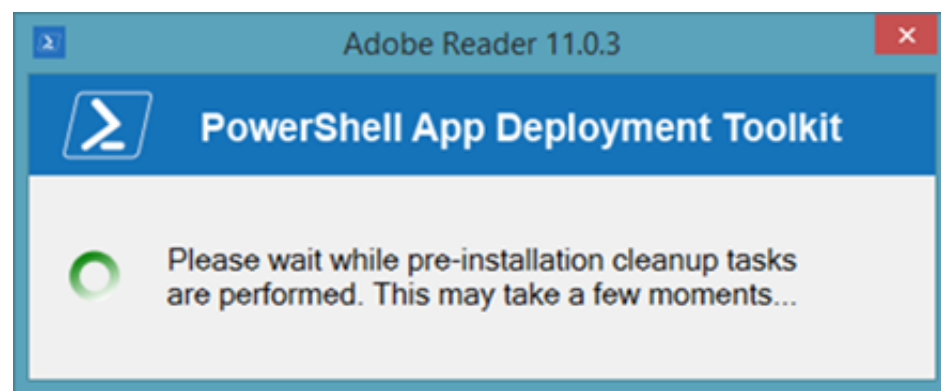 Adobe Reader 11.0.3
PowerShell App Deployment Toolkit
Please wait while pre-installation cleanup tasks
are performed. This may take a few moments...